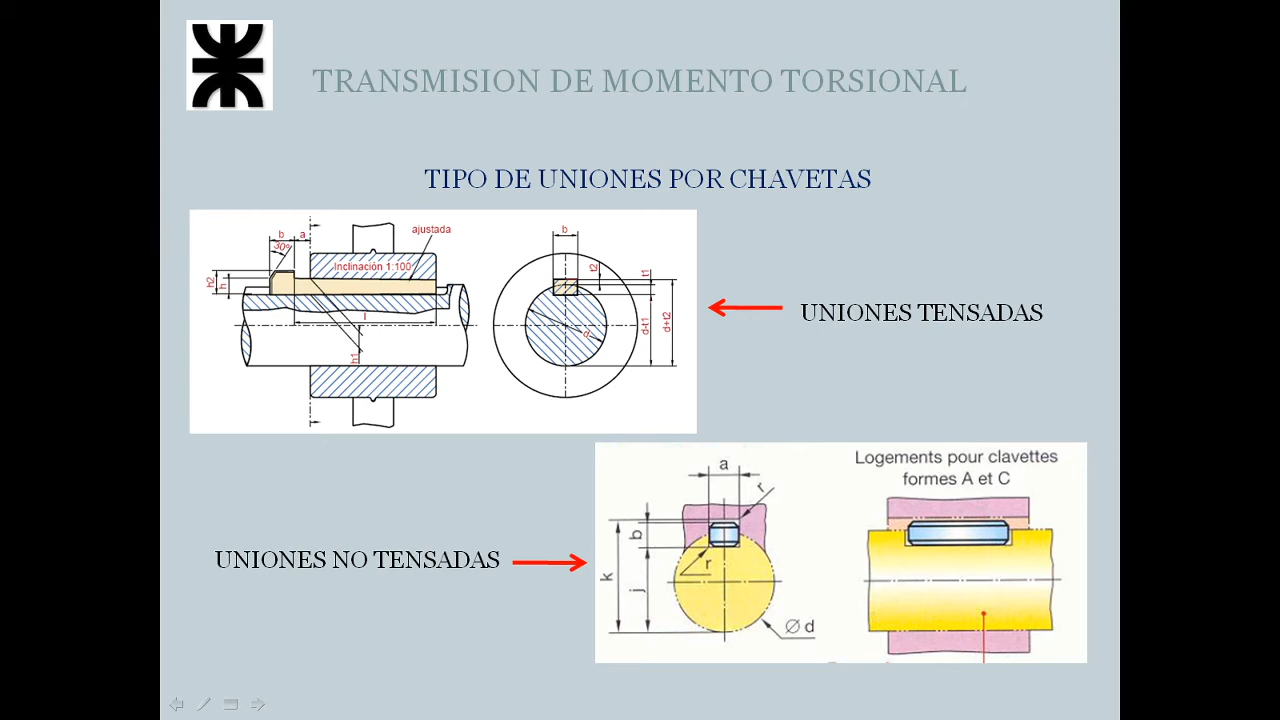 TRANSMISION DE MOMENTO TORSIONAL
TIPO DE UNIONES POR CHAVETAS
b
a
ajustada
30°
Inclinación 1:100
h2
h
l
h1
b
t2
t1
d
d-t1
d+t2
UNIONES TENSADAS
UNIONES NO TENSADAS
a
r
b
k
j
r
Ød
Logements pour clavettes
formes A et C